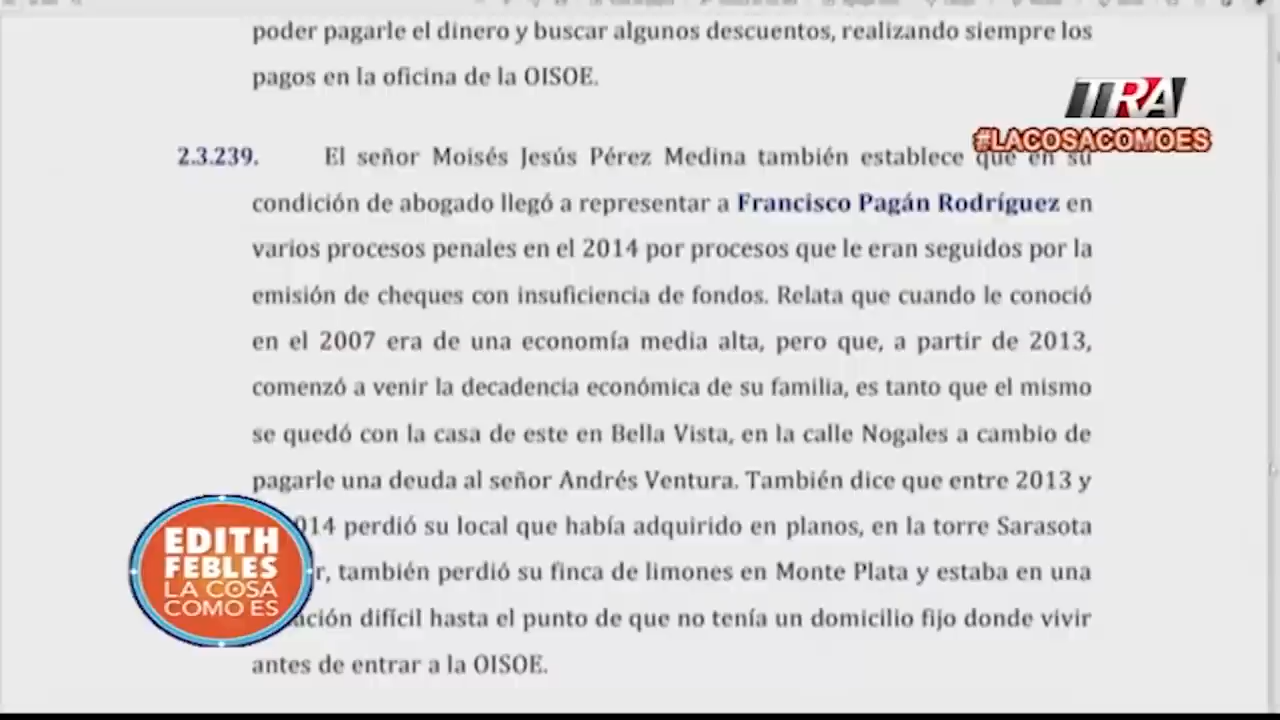 poder pagarle el dinero y buscar algunos descuentos, realizando siempre los
pagos en la oficina de la OISOE.
TRA
#LACOSACOMOES
2.3.239. El señor Moisés Jesús Pérez Medina también establece que en su
condición de abogado llegó a representar a Francisco Pagán Rodríguez en
varios procesos penales en el 2014 por procesos que le eran seguidos por la
emisión de cheques con insuficiencia de fondos. Relata que cuando le conoció
en el 2007 era de una economía media alta, pero que, a partir de 2013,
comenzó a venir la decadencia económica de su familia, es tanto que el mismo
se quedó con la casa de este en Bella Vista, en la calle Nogales a cambio de
pagarle una deuda al señor Andrés Ventura. También dice que entre 2013 y
014 perdió su local que había adquirido en planos, en la torre Sarasota
r, también perdió su finca de limones en Monte Plata y estaba en una
ación difícil hasta el punto de que no tenía un domicilio fijo donde vivir
antes de entrar a la OISOE.
EDITH
FEBLES
LA COSA
COMO ES